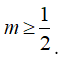 m ≥ 1/2.